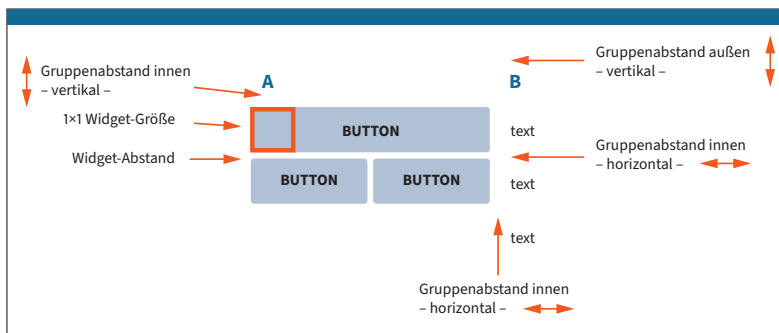 Gruppenabstand innen
– vertikal –
A
B
Gruppenabstand außen
– vertikal –
1×1 Widget-Größe
BUTTON
text
Widget-Abstand
Gruppenabstand innen
– horizontal –
BUTTON
BUTTON
text
text
Gruppenabstand innen
– horizontal –